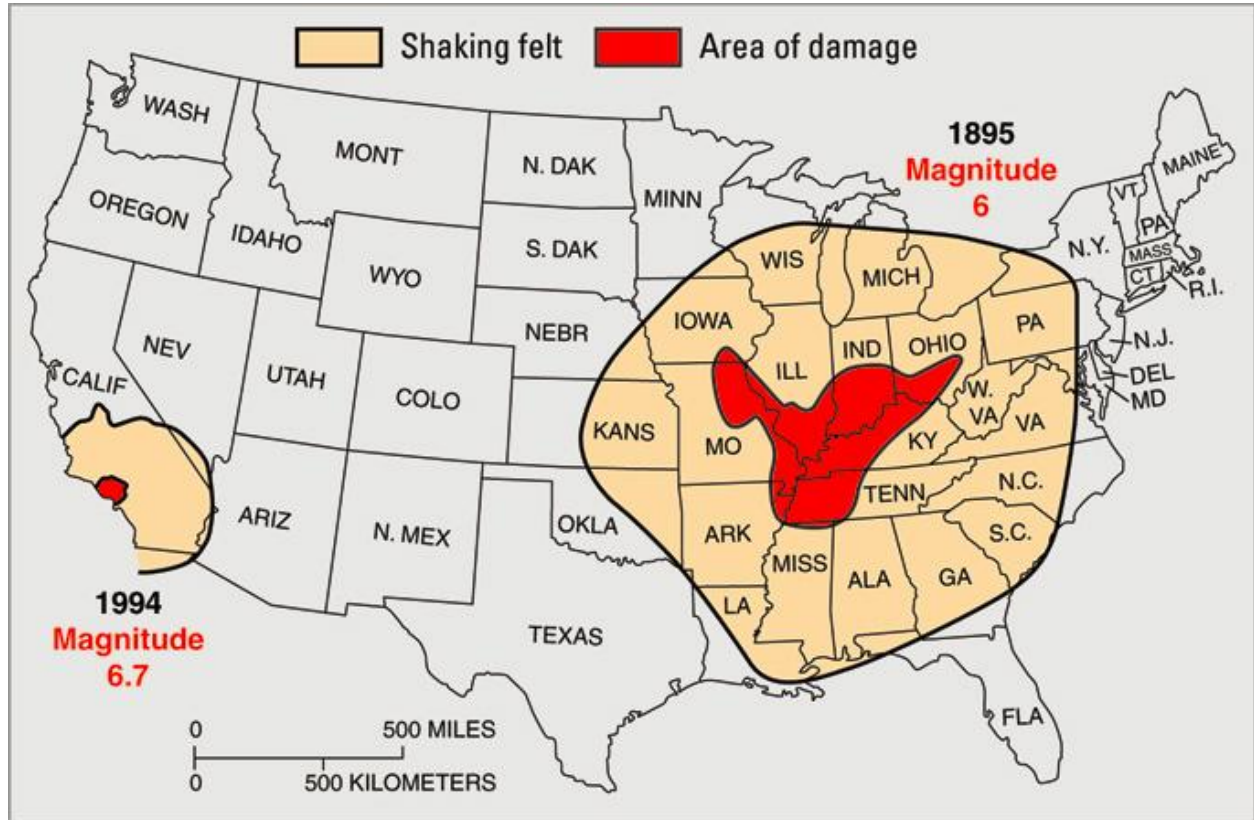 Shaking felt
Area of damage
WASH
MONT
N. DAK
MINN
1895
Magnitude
6
MAINE
VT.
PA
N.Y.
MASS
CT
R.I.
OREGON
IDAHO
S. DAK
WYO
WIS
MICH
NEBR
IOWA
PA
N.J.
NEV
UTAH
COLO
ILL
IND
OHIO
DEL
MD
CALIF
KANS
MO
W.
VA
VA
KY
ARIZ
N. MEX
OKLA
ARK
TENN
N.C.
S.C.
MISS
ALA
GA
LA
1994
Magnitude
6.7
TEXAS
FLA
0 500 MILES
0 500 KILOMETERS